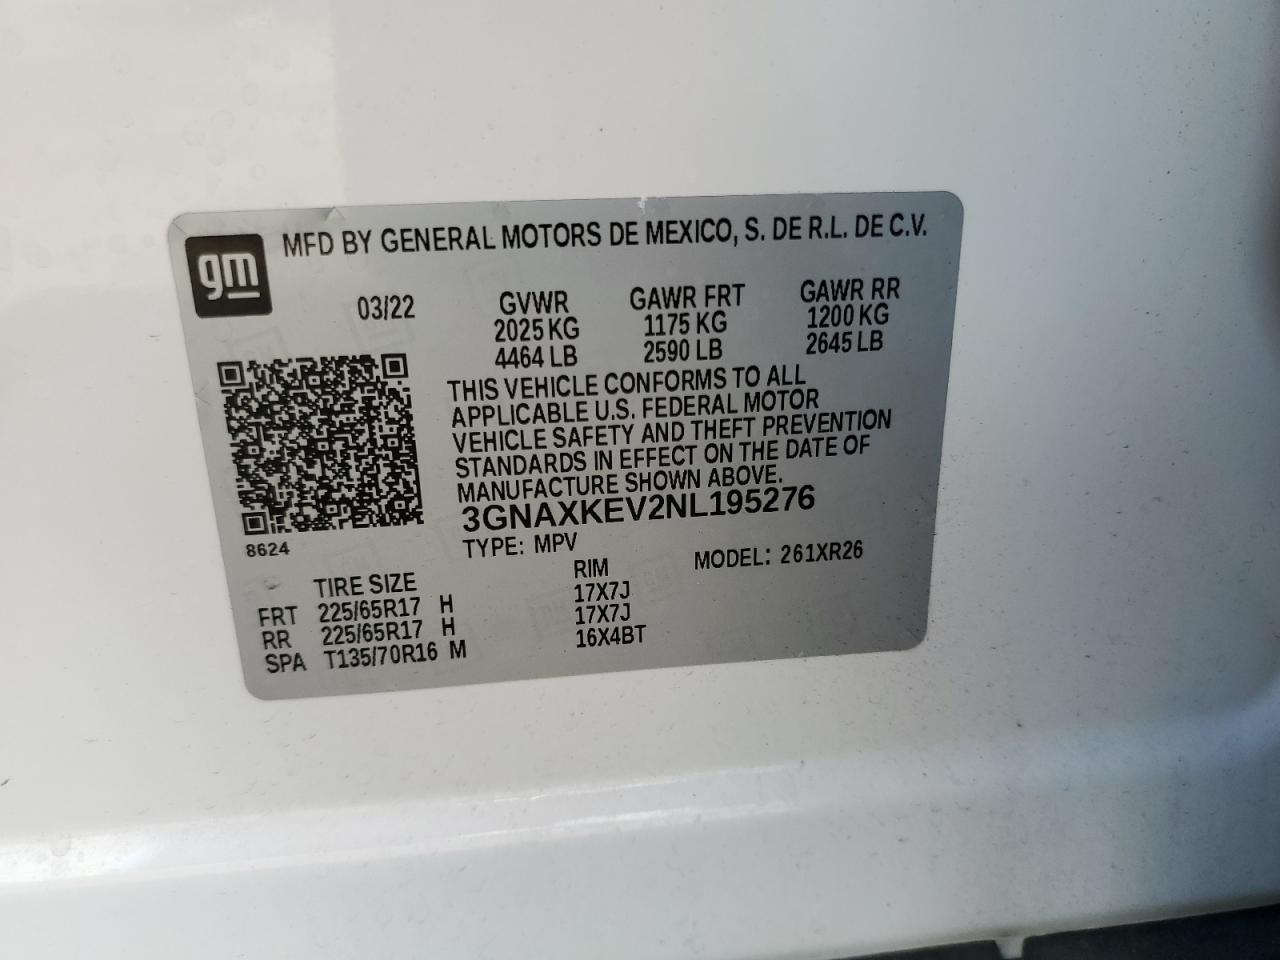 gm
MFD BY GENERAL MOTORS DE MEXICO, S. DE R.L. DE C.V.
03/22 GVWR GAWR FRT GAWR RR
2025 KG 1175 KG 1200 KG
4464 LB 2590 LB 2645 LB
THIS VEHICLE CONFORMS TO ALL
APPLICABLE U.S. FEDERAL MOTOR
VEHICLE SAFETY AND THEFT PREVENTION
STANDARDS IN EFFECT ON THE DATE OF
MANUFACTURE SHOWN ABOVE.
3GNAXKEV2NL195276
8624
TYPE: MPV MODEL: 261XR26
TIRE SIZE RIM
FRT 225/65R17 H 17X7J
RR 225/65R17 H 17X7J
SPA T135/70R16 M 16X4BT